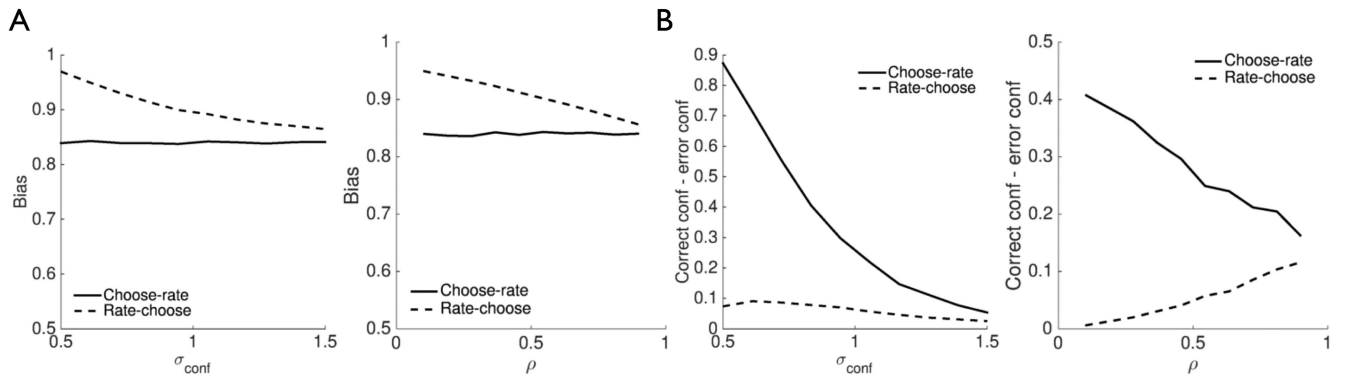 A
1
0.9
0.8
0.7
0.6
0.5
Bias
Choose-rate
Rate-choose
0.5
1
1.5
σconf
1
0.9
0.8
0.7
0.6
0.5
Bias
Choose-rate
Rate-choose
0
0.5
1
ρ
B
0.9
0.8
0.7
0.6
0.5
0.4
0.3
0.2
0.1
0
Correct conf - error conf
Choose-rate
Rate-choose
0.5
1
1.5
σconf
0.5
0.4
0.3
0.2
0.1
0
Correct conf - error conf
Choose-rate
Rate-choose
0
0.5
1
ρ